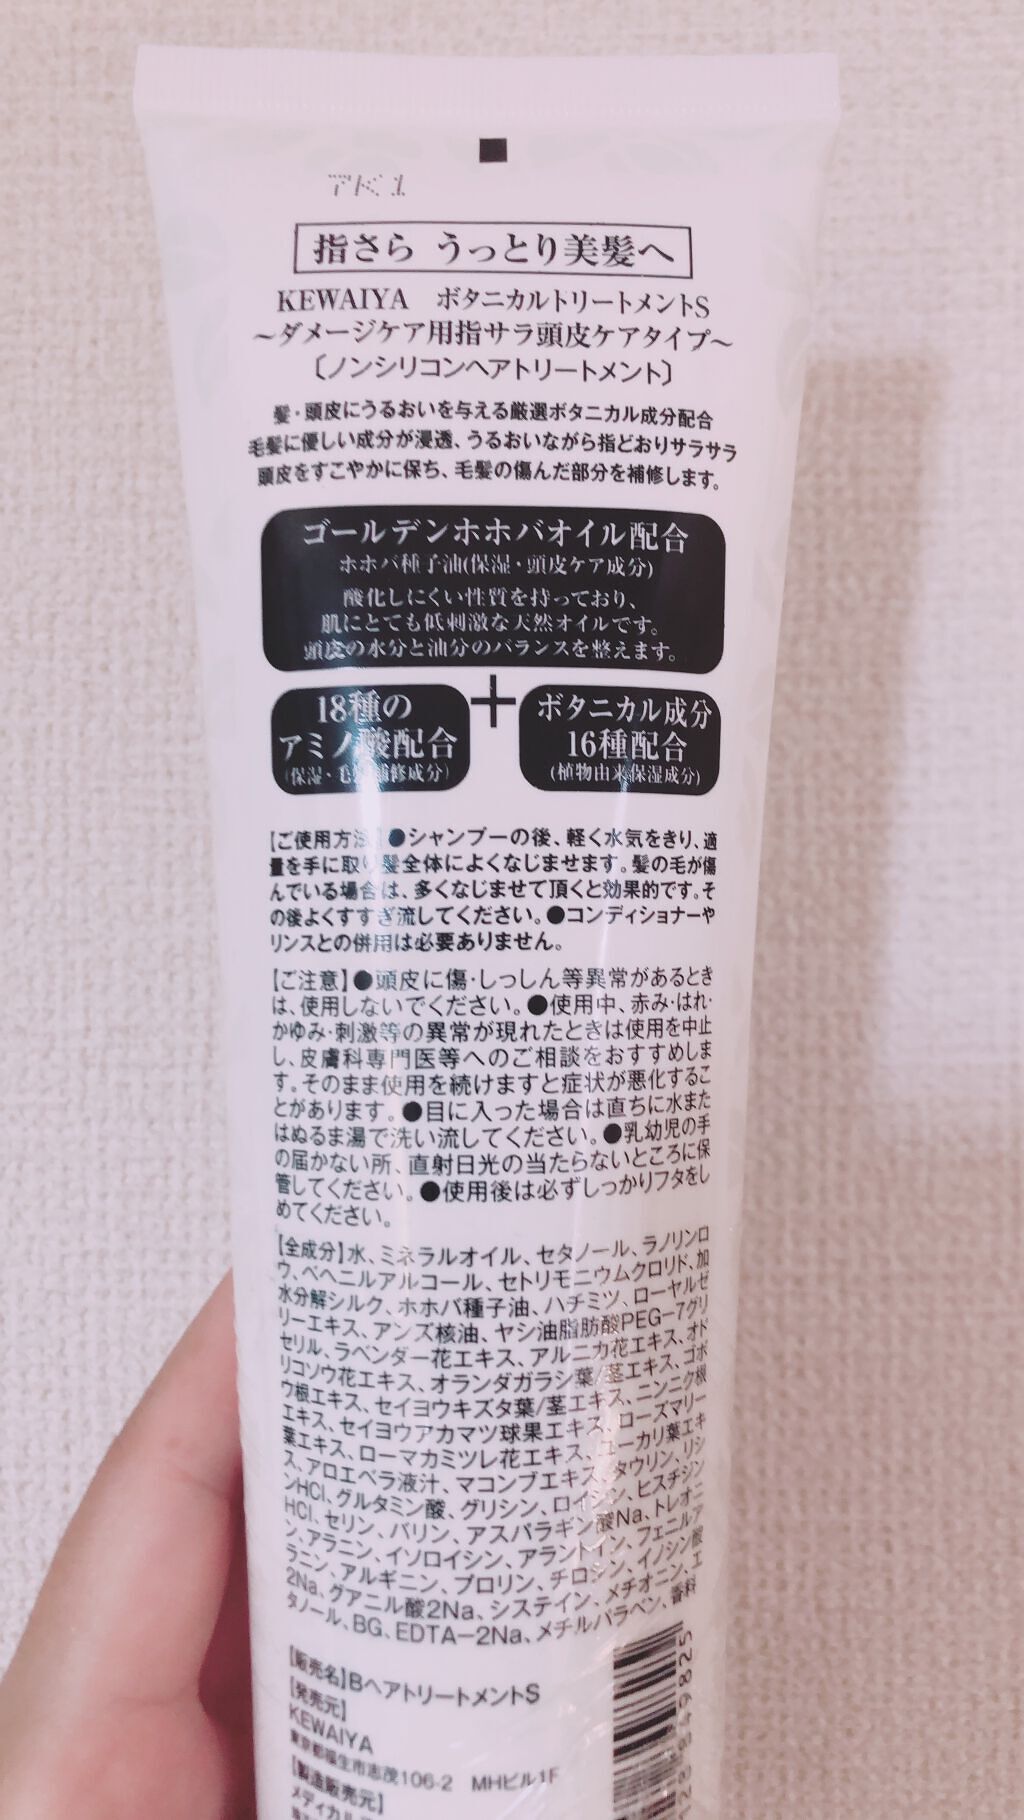 7K1
指さら うっとり美髪へ
KEWAIYA ボタニカルトリートメントS
～ダメージケア用指サラ頭皮ケアタイプ～
〔ノンシリコンヘアトリートメント〕
髪・頭皮にうるおいを与える厳選ボタニカル成分配合
毛髪に優しい成分が浸透、うるおいながら指どおりサラサラ
頭皮をすこやかに保ち、毛髪の傷んだ部分を補修します。
ゴールデンホホバオイル配合
ホホバ種子油(保湿・頭皮ケア成分)
酸化しにくい性質を持っており、
肌にとても低刺激な天然オイルです。
頭皮の水分と油分のバランスを整えます。
18種の
アミノ酸配合
(保湿・毛髪補修成分)
+
ボタニカル成分
16種配合
(植物由来保湿成分)
【ご使用方法】●シャンプーの後、軽く水気をきり、適
量を手に取り髪全体によくなじませます。髪の毛が傷
んでいる場合は、多くなじませて頂くと効果的です。そ
の後よくすすぎ流してください。●コンディショナーや
リンスとの併用は必要ありません。
【ご注意】●頭皮に傷・しっしん等異常があるとき
は、使用しないでください。●使用中、赤み・はれ・
かゆみ・刺激等の異常が現れたときは使用を中止
し、皮膚科専門医等へのご相談をおすすめしま
す。そのまま使用を続けますと症状が悪化するこ
とがあります。●目に入った場合は直ちに水また
はぬるま湯で洗い流してください。●乳幼児の手
の届かない所、直射日光の当たらないところに保
管してください。●使用後は必ずしっかりフタをし
めてください。
【全成分】水、ミネラルオイル、セタノール、ラノリンロ
ウ、ベヘニルアルコール、セトリモニウムクロリド、加
水分解シルク、ホホバ種子油、ハチミツ、ローヤルゼ
リーエキス、アンズ核油、ヤシ油脂肪酸PEG-7グリ
セリル、ラベンダー花エキス、アルニカ花エキス、オド
リコソウ花エキス、オランダガラシ葉/茎エキス、ゴボ
ウ根エキス、セイヨウキズタ葉/茎エキス、ニンニク根
エキス、セイヨウアカマツ球果エキス、ローズマリー
葉エキス、ローマカミツレ花エキス、ユーカリ葉エキ
ス、アロエベラ液汁、マコンブエキス、タウリン、リシ
ンHCl、グルタミン酸、グリシン、ロイシン、ヒスチジン
HCl、セリン、バリン、アスパラギン酸Na、トレオニ
ン、アラニン、イソロイシン、アラントイン、フェニルア
ラニン、アルギニン、プロリン、チロシン、イノシン酸
2Na、グアニル酸2Na、システイン、メチオニン、エ
タノール、BG、EDTA-2Na、メチルパラベン、香料
【販売名】BヘアトリートメントS
【発売元】
KEWAIYA
東京都福生市志茂106-2 MHビル1F
【製造販売元】
メディカル